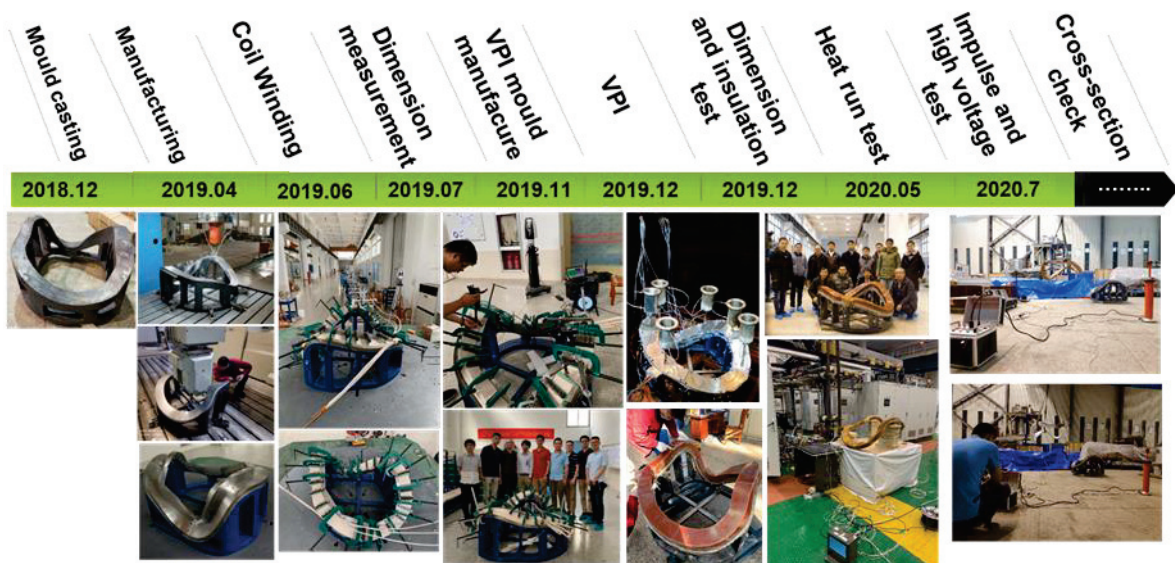 Mould casting
Manufacturing
Coil Winding
Dimension
measurement
VPI mould
manufacure
VPI
Dimension
and insulation
test
Heat run test
Impulse and
high voltage
test
Cross-section
check
2018.12
2019.04
2019.06
2019.07
2019.11
2019.12
2019.12
2020.05
2020.7
........